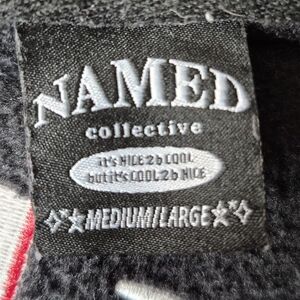 NAMED
collective
it's NICE 2 b COOL
but it's COOL 2 b NICE
MEDIUM/LARGE